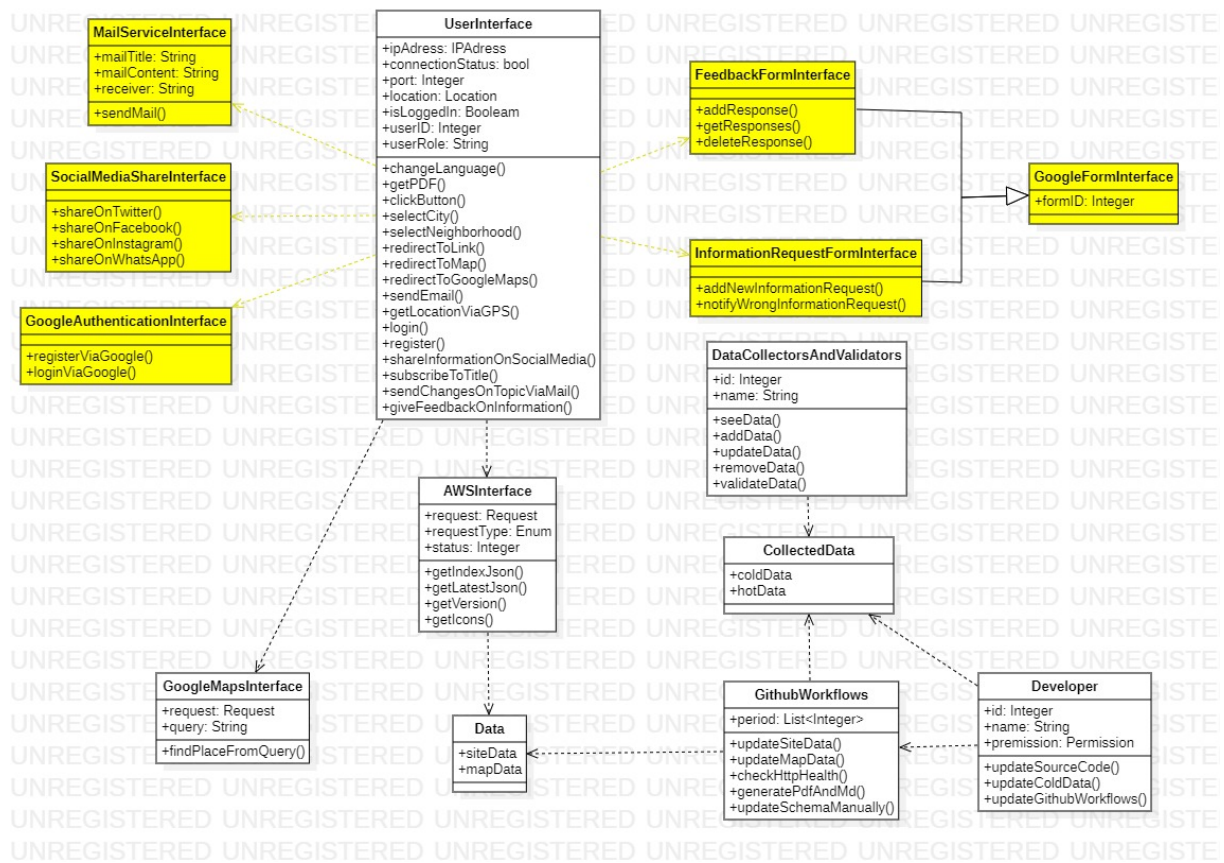 MailServiceInterface
+mailTitle: String
+mailContent: String
+receiver: String
+sendMail()
SocialMediaShareInterface
+shareOnTwitter()
+shareOnFacebook()
+shareOnInstagram()
+shareOnWhatsApp()
GoogleAuthenticationInterface
+registerViaGoogle()
+loginViaGoogle()
UserInterface
+ipAdress: IPAdress
+connectionStatus: bool
+port: Integer
+location: Location
+isLoggedIn: Booleam
+userID: Integer
+userRole: String
+changeLanguage()
+getPDF()
+clickButton()
+selectCity()
+selectNeighborhood()
+redirectToLink()
+redirectToMap()
+redirectToGoogleMaps()
+sendEmail()
+getLocationViaGPS()
+login()
+register()
+shareInformationOnSocialMedia()
+subscribeToTitle()
+sendChangesOnTopicViaMail()
+giveFeedbackOnInformation()
FeedbackFormInterface
+addResponse()
+getResponses()
+deleteResponse()
GoogleFormInterface
+formID: Integer
InformationRequestFormInterface
+addNewInformationRequest()
+notifyWrongInformationRequest()
DataCollectorsAndValidators
+id: Integer
+name: String
+seeData()
+addData()
+updateData()
+removeData()
+validateData()
AWSInterface
+request: Request
+requestType: Enum
+status: Integer
+getIndexJson()
+getLatestJson()
+getVersion()
+getIcons()
CollectedData
+coldData
+hotData
GoogleMapsInterface
+request: Request
+query: String
+findPlaceFromQuery()
Data
+siteData
+mapData
GithubWorkflows
+period: List<Integer>
+updateSiteData()
+updateMapData()
+checkHttpHealth()
+generatePdfAndMd()
+updateSchemaManually()
Developer
+id: Integer
+name: String
+premission: Permission
+updateSourceCode()
+updateColdData()
+updateGithubWorkflows()
UNREGISTERED